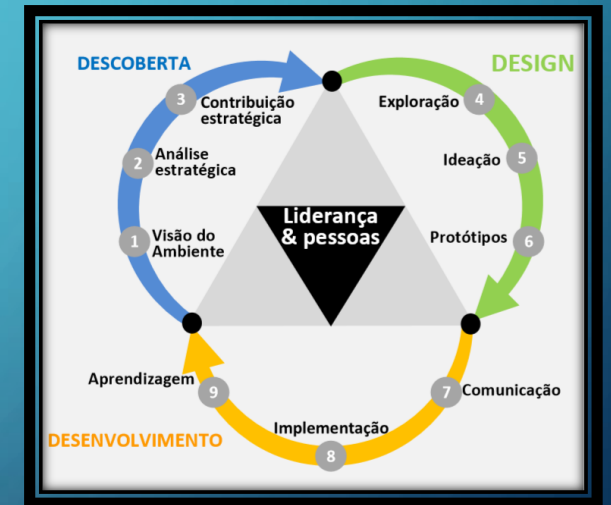 DESCOBERTA
3
Contribuição
estratégica
2
Análise
estratégica
1
Visão do
Ambiente
DESIGN
Exploração
4
Ideação
5
Protótipos
6
Liderança
& pessoas
7
Comunicação
Implementação
8
Aprendizagem
9
DESENVOLVIMENTO